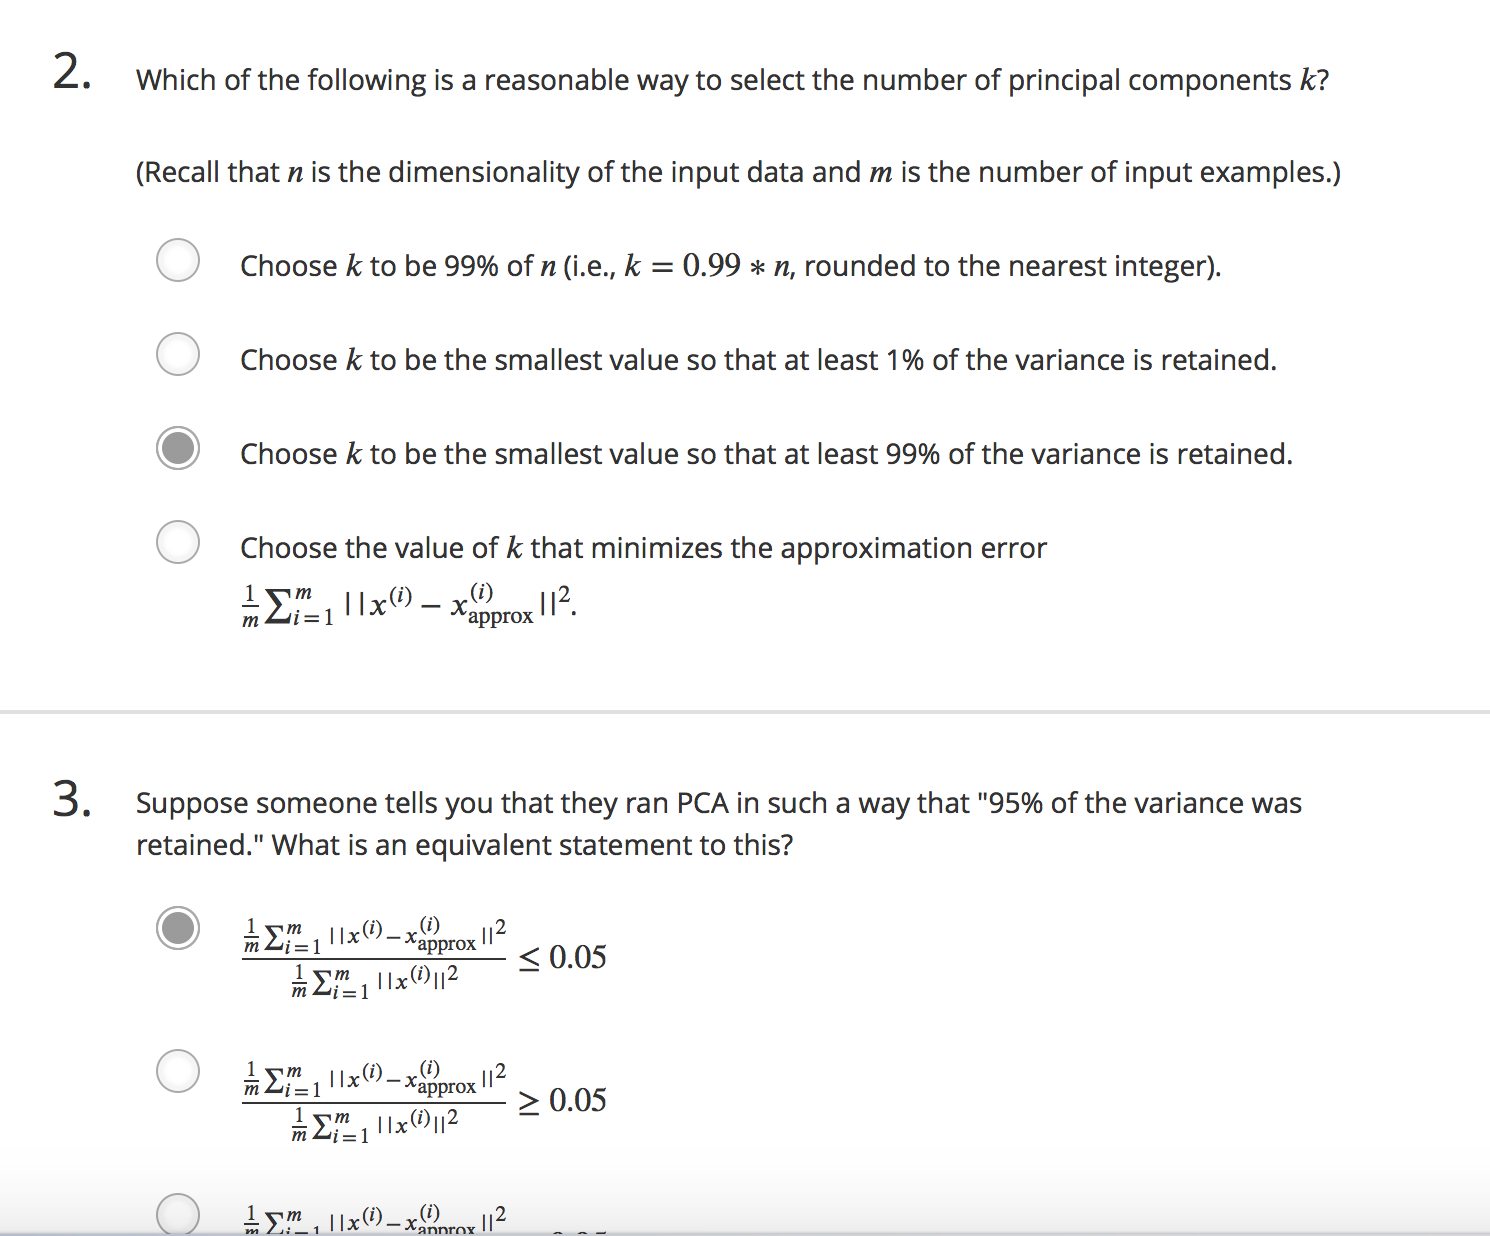 2. Which of the following is a reasonable way to select the number of principal components k?
(Recall that n is the dimensionality of the input data and m is the number of input examples.)
Choose k to be 99% of n (i.e., k = 0.99 ∗ n, rounded to the nearest integer).
Choose k to be the smallest value so that at least 1% of the variance is retained.
Choose k to be the smallest value so that at least 99% of the variance is retained.
Choose the value of k that minimizes the approximation error
\frac{1}{m} \sum_{i=1}^{m} ||x^{(i)} − x_{approx}^{(i)}||^2.
3. Suppose someone tells you that they ran PCA in such a way that "95% of the variance was
retained." What is an equivalent statement to this?
\frac{\frac{1}{m} \sum_{i=1}^{m} ||x^{(i)} − x_{approx}^{(i)}||^2}{\frac{1}{m} \sum_{i=1}^{m} ||x^{(i)}||^2} ≤ 0.05
\frac{\frac{1}{m} \sum_{i=1}^{m} ||x^{(i)} − x_{approx}^{(i)}||^2}{\frac{1}{m} \sum_{i=1}^{m} ||x^{(i)}||^2} ≥ 0.05
\frac{1}{m} \sum_{i=1}^{m} ||x^{(i)} − x_{approx}^{(i)}||^2